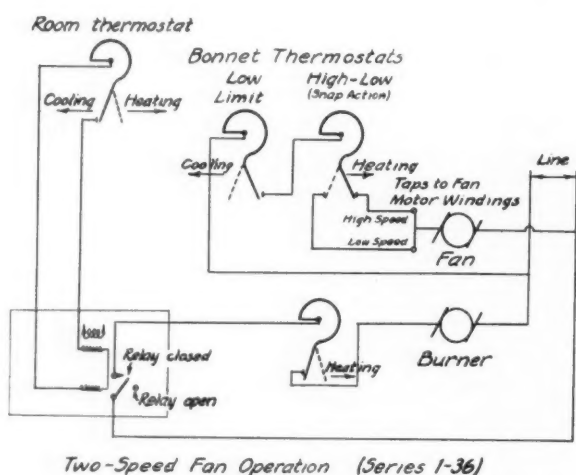 Room thermostat
Bonnet Thermostats
Low
Limit
High-Low
(Snap Action)
Cooling
Heating
Cooling
Heating
Line
Taps to Fan
Motor Windings
High Speed
Low Speed
Fan
Relay closed
Relay open
Heating
Burner
Two-Speed Fan Operation (Series 1-36)